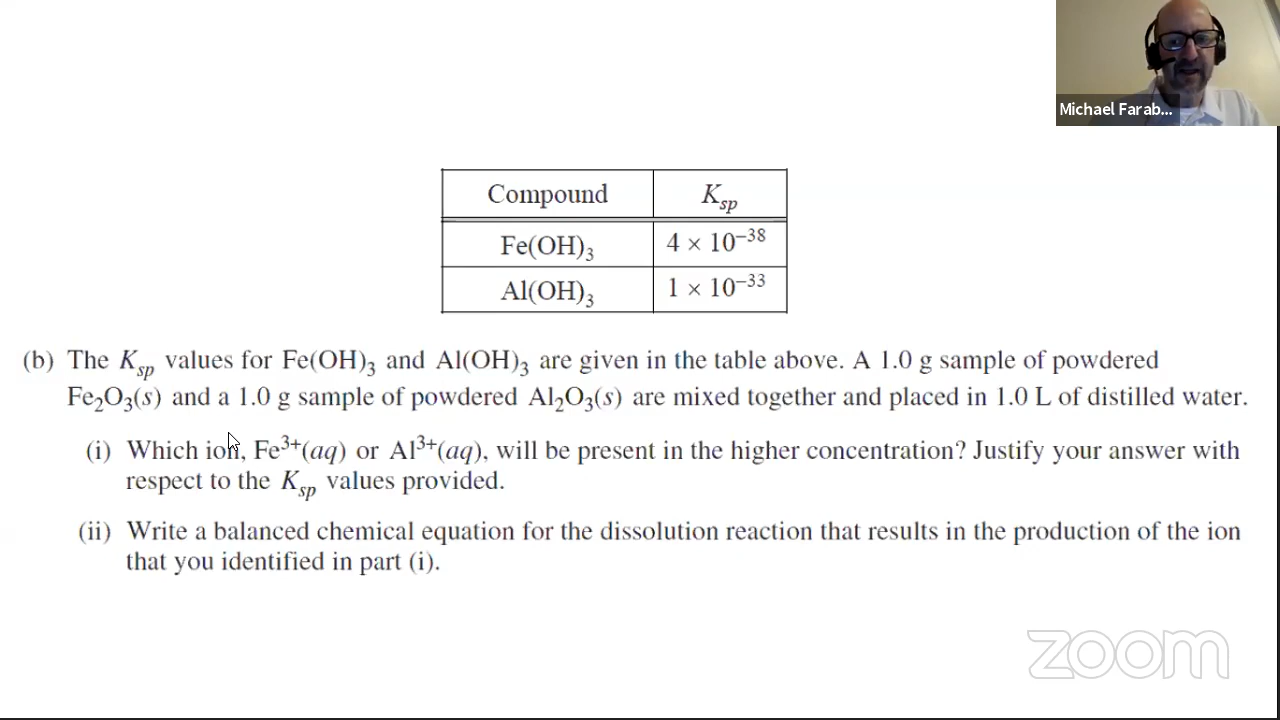 Michael Farab...
Compound K_sp
Fe(OH)₃ 4 × 10⁻³⁸
Al(OH)₃ 1 × 10⁻³³
(b) The K_sp values for Fe(OH)₃ and Al(OH)₃ are given in the table above. A 1.0 g sample of powdered
Fe₂O₃(s) and a 1.0 g sample of powdered Al₂O₃(s) are mixed together and placed in 1.0 L of distilled water.
(i) Which ion, Fe³⁺(aq) or Al³⁺(aq), will be present in the higher concentration? Justify your answer with
respect to the K_sp values provided.
(ii) Write a balanced chemical equation for the dissolution reaction that results in the production of the ion
that you identified in part (i).
zoom